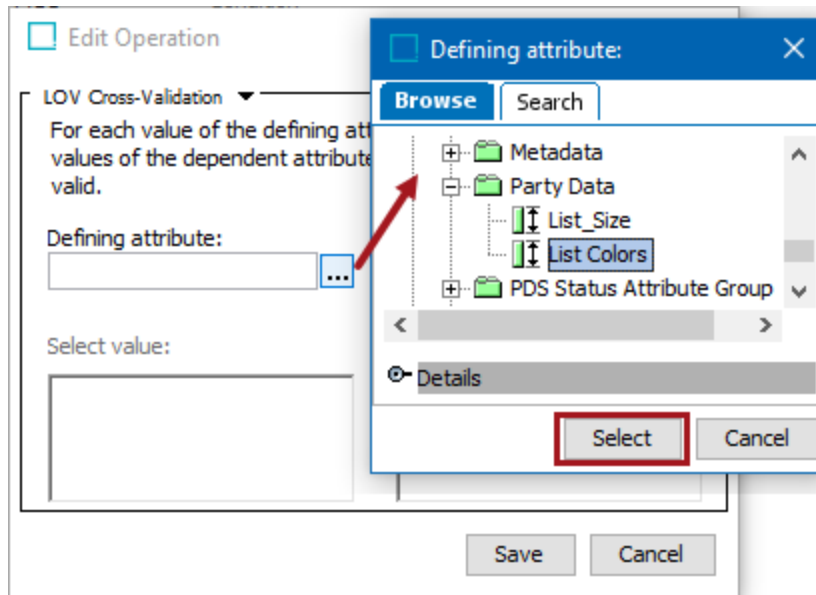 Edit Operation
LOV Cross-Validation
For each value of the defining att
values of the dependent attribute
valid.
Defining attribute:
...
Select value:
Save
Cancel
Defining attribute:
Browse
Search
Metadata
Party Data
List_Size
List Colors
PDS Status Attribute Group
Details
Select
Cancel